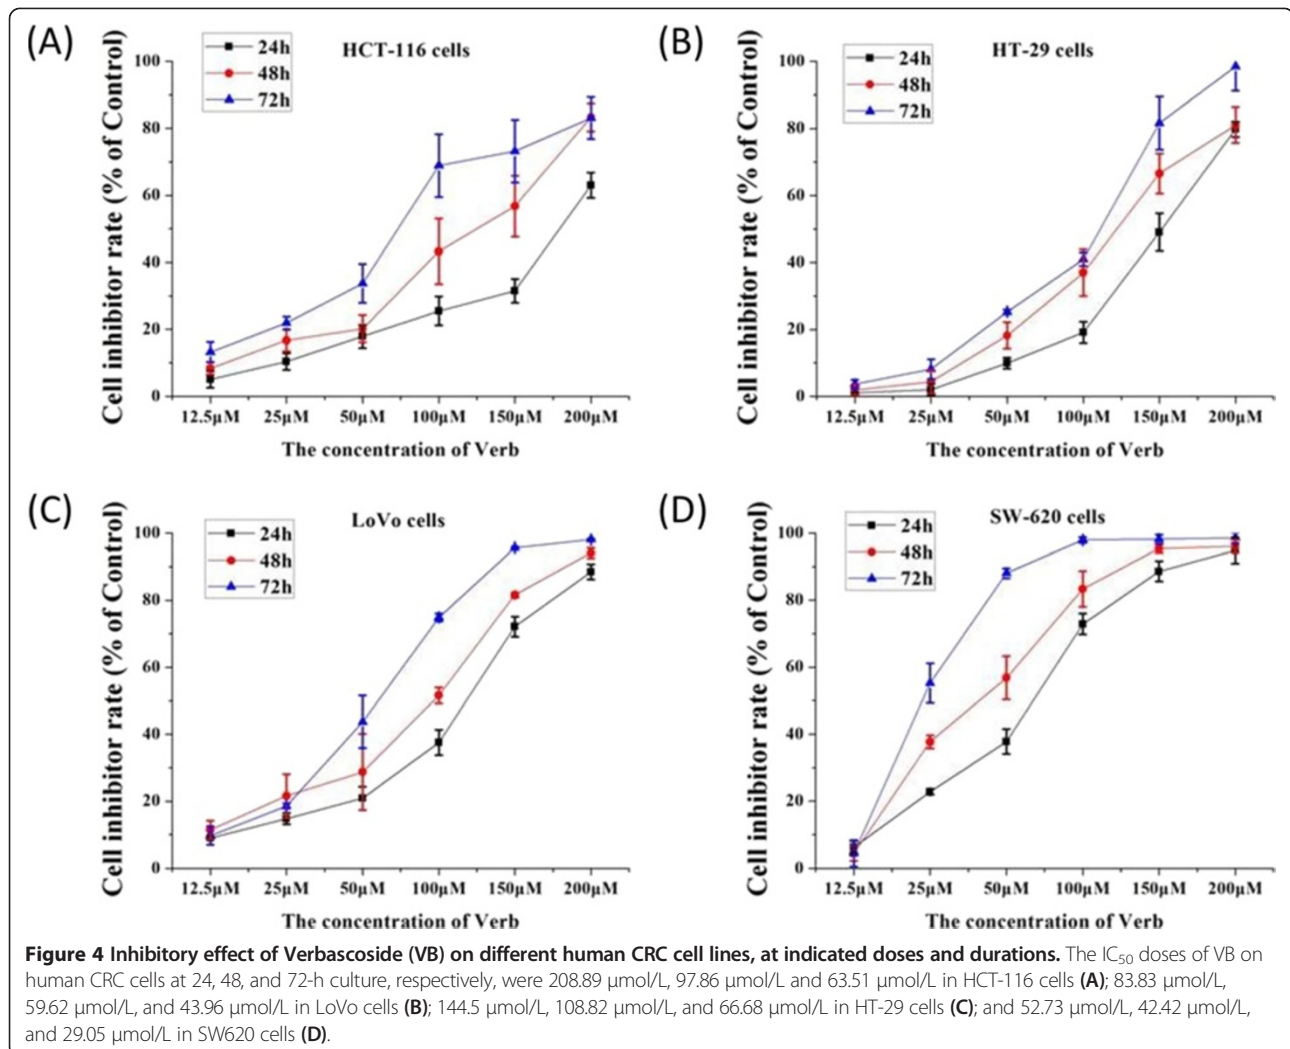 (A)
HCT-116 cells
24h
48h
72h
Cell inhibitor rate (% of Control)
100
80
60
40
20
0
12.5µM 25µM 50µM 100µM 150µM 200µM
The concentration of Verb
(B)
HT-29 cells
24h
48h
72h
Cell inhibitor rate (% of Control)
100
80
60
40
20
0
12.5µM 25µM 50µM 100µM 150µM 200µM
The concentration of Verb
(C)
LoVo cells
24h
48h
72h
Cell inhibitor rate (% of Control)
100
80
60
40
20
0
12.5µM 25µM 50µM 100µM 150µM 200µM
The concentration of Verb
(D)
SW-620 cells
24h
48h
72h
Cell inhibitor rate (% of Control)
100
80
60
40
20
0
12.5µM 25µM 50µM 100µM 150µM 200µM
The concentration of Verb
Figure 4 Inhibitory effect of Verbascoside (VB) on different human CRC cell lines, at indicated doses and durations. The IC50 doses of VB on
human CRC cells at 24, 48, and 72-h culture, respectively, were 208.89 µmol/L, 97.86 µmol/L and 63.51 µmol/L in HCT-116 cells (A); 83.83 µmol/L,
59.62 µmol/L, and 43.96 µmol/L in LoVo cells (B); 144.5 µmol/L, 108.82 µmol/L, and 66.68 µmol/L in HT-29 cells (C); and 52.73 µmol/L, 42.42 µmol/L,
and 29.05 µmol/L in SW620 cells (D).